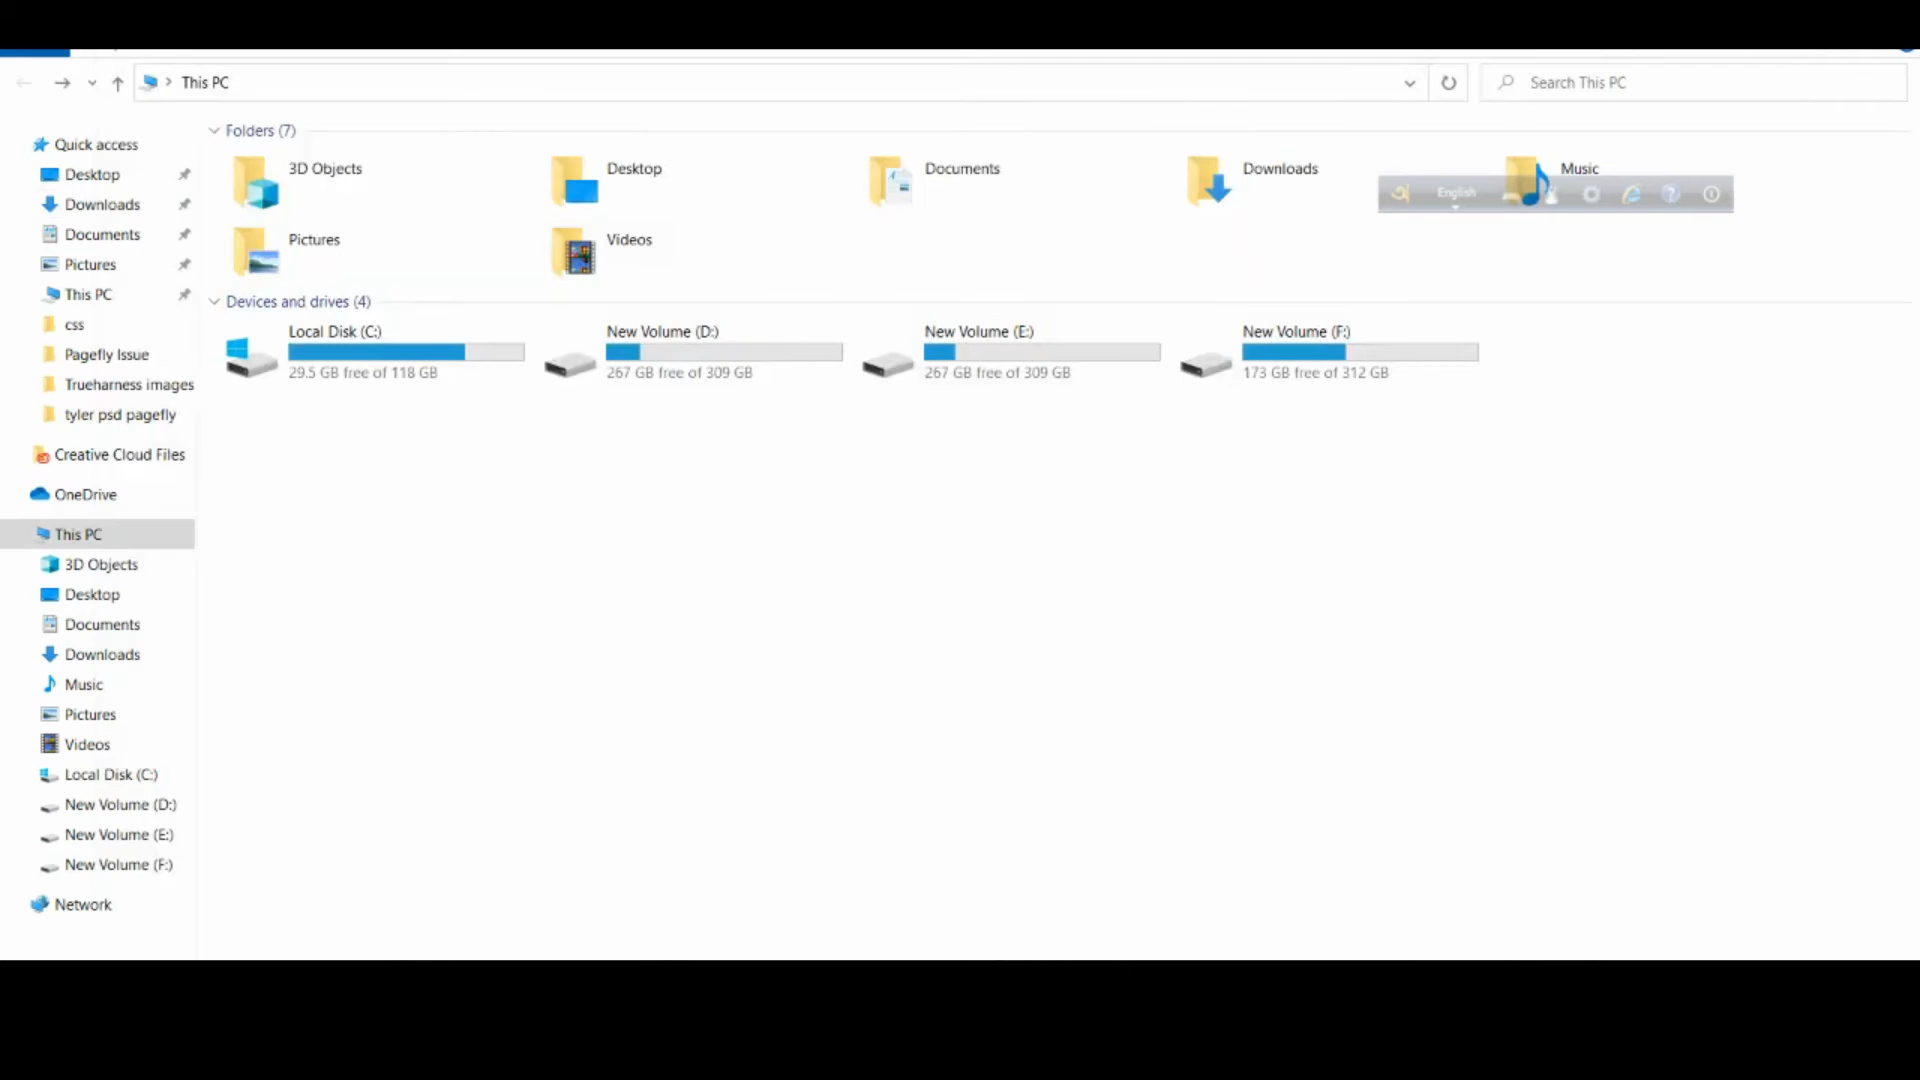 This PC
Search This PC
Quick access
Desktop
Downloads
Documents
Pictures
This PC
css
Pagefly Issue
Trueharness images
tyler psd pagefly
Creative Cloud Files
OneDrive
This PC
3D Objects
Desktop
Documents
Downloads
Music
Pictures
Videos
Local Disk (C:)
New Volume (D:)
New Volume (E:)
New Volume (F:)
Network
Folders (7)
3D Objects
Desktop
Documents
Downloads
Music
অ English
Pictures
Videos
Devices and drives (4)
Local Disk (C:)
29.5 GB free of 118 GB
New Volume (D:)
267 GB free of 309 GB
New Volume (E:)
267 GB free of 309 GB
New Volume (F:)
173 GB free of 312 GB